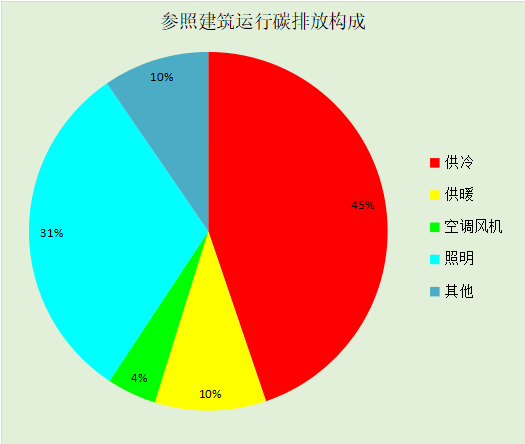 参照建筑运行碳排放构成
10%
45%
31%
4%
10%
供冷
供暖
空调风机
照明
其他